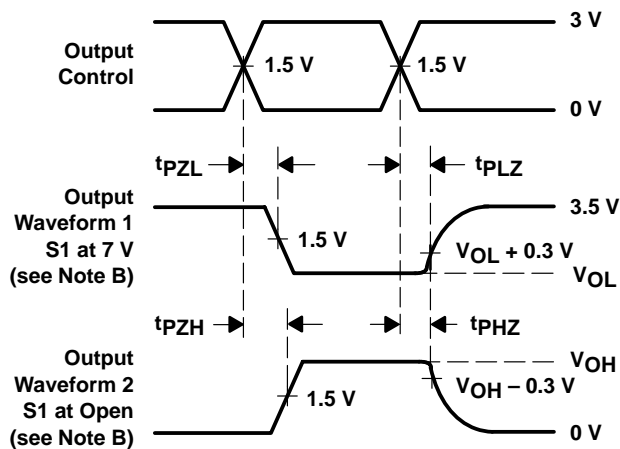 3 V
Output
Control
1.5 V
1.5 V
0 V
tPZL
tPLZ
Output
Waveform 1
S1 at 7 V
(see Note B)
3.5 V
1.5 V
VOL + 0.3 V
VOL
tPZH
tPHZ
Output
Waveform 2
S1 at Open
(see Note B)
VOH
1.5 V
VOH – 0.3 V
0 V